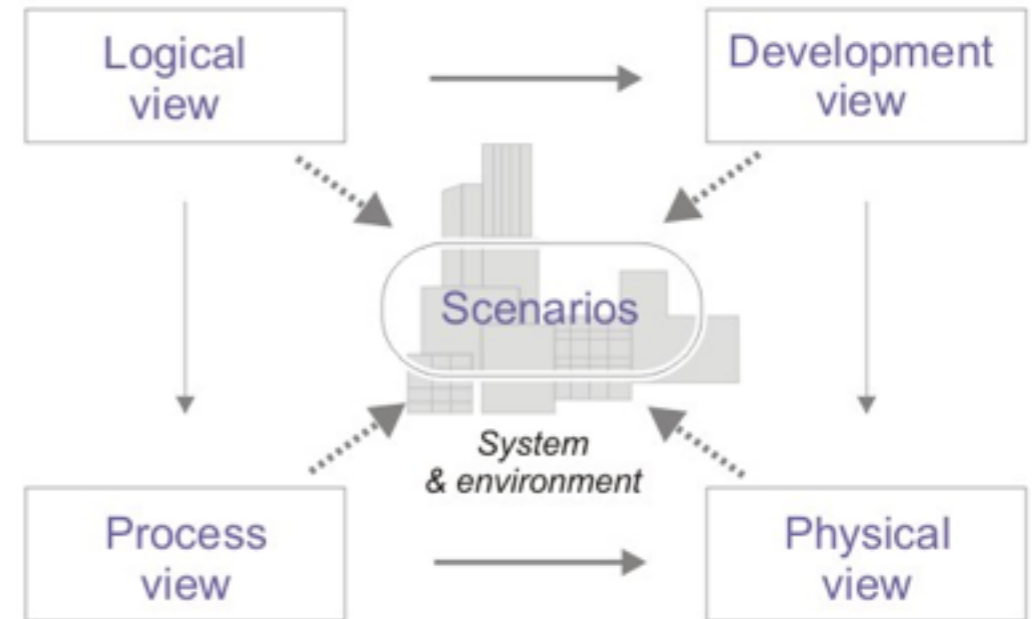 Logical
view
Development
view
Scenarios
System
& environment
Process
view
Physical
view